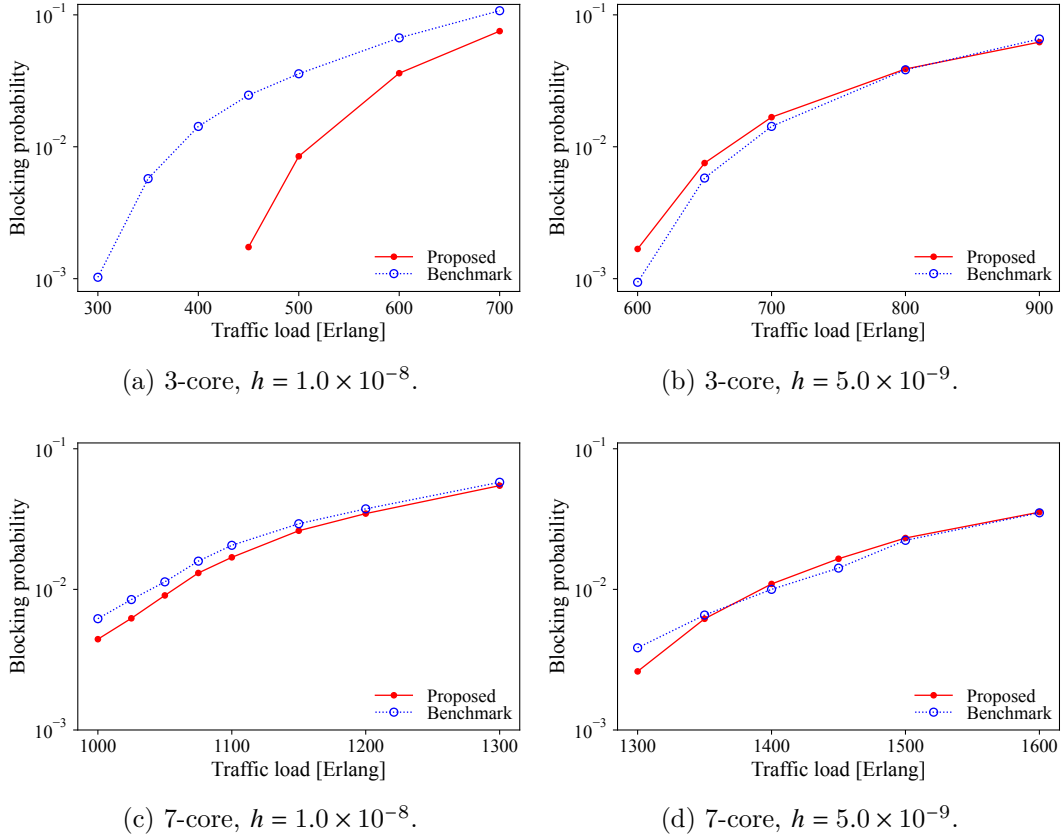 10⁻¹
10⁻²
10⁻³
Blocking probability
300 400 500 600 700
Traffic load [Erlang]
Proposed
Benchmark
(a) 3-core, h = 1.0 × 10⁻⁸.
10⁻¹
10⁻²
10⁻³
Blocking probability
600 700 800 900
Traffic load [Erlang]
Proposed
Benchmark
(b) 3-core, h = 5.0 × 10⁻⁹.
10⁻¹
10⁻²
10⁻³
Blocking probability
1000 1100 1200 1300
Traffic load [Erlang]
Proposed
Benchmark
(c) 7-core, h = 1.0 × 10⁻⁸.
10⁻¹
10⁻²
10⁻³
Blocking probability
1300 1400 1500 1600
Traffic load [Erlang]
Proposed
Benchmark
(d) 7-core, h = 5.0 × 10⁻⁹.